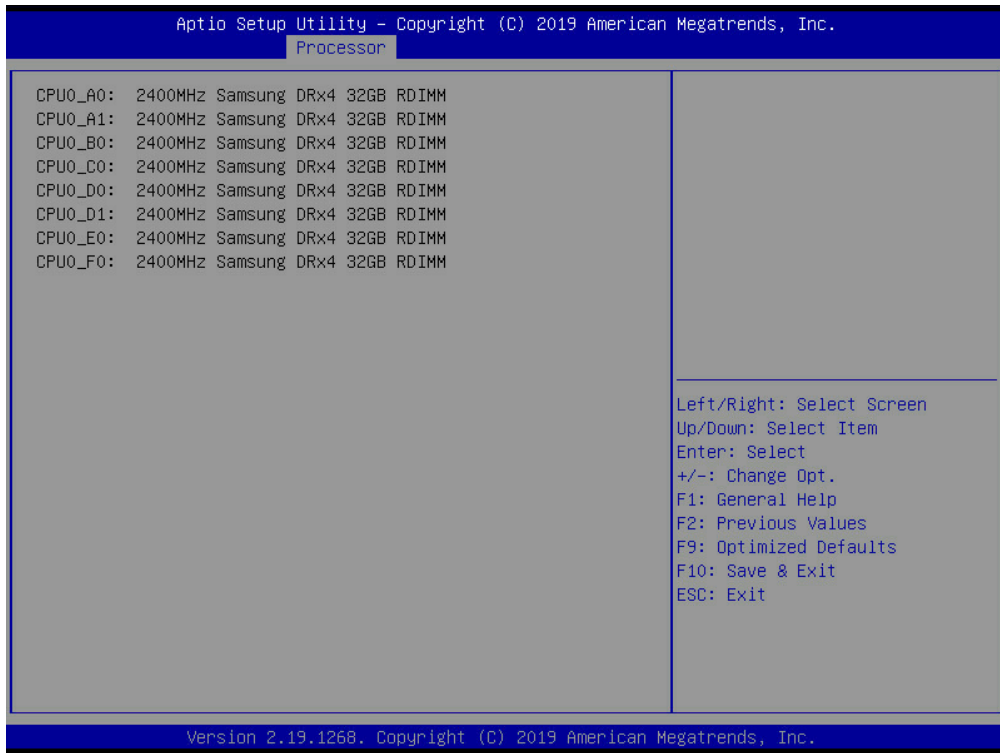 Aptio Setup Utility – Copyright (C) 2019 American Megatrends, Inc.
Processor
CPU0_A0: 2400MHz Samsung DRx4 32GB RDIMM
CPU0_A1: 2400MHz Samsung DRx4 32GB RDIMM
CPU0_B0: 2400MHz Samsung DRx4 32GB RDIMM
CPU0_C0: 2400MHz Samsung DRx4 32GB RDIMM
CPU0_D0: 2400MHz Samsung DRx4 32GB RDIMM
CPU0_D1: 2400MHz Samsung DRx4 32GB RDIMM
CPU0_E0: 2400MHz Samsung DRx4 32GB RDIMM
CPU0_F0: 2400MHz Samsung DRx4 32GB RDIMM
Left/Right: Select Screen
Up/Down: Select Item
Enter: Select
+/-: Change Opt.
F1: General Help
F2: Previous Values
F9: Optimized Defaults
F10: Save & Exit
ESC: Exit
Version 2.19.1268. Copyright (C) 2019 American Megatrends, Inc.